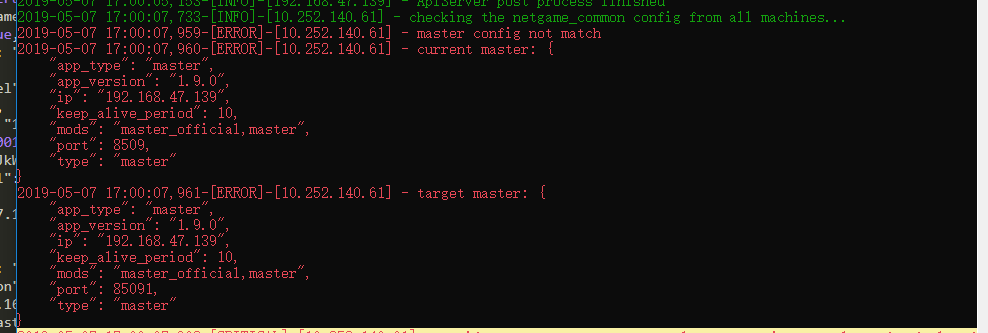 2019-05-07 17:00:05,153-[INFO]-[192.168.47.139] - ApiServer post process finished
2019-05-07 17:00:07,733-[INFO]-[10.252.140.61] - checking the netgame_common config from all machines...
2019-05-07 17:00:07,959-[ERROR]-[10.252.140.61] - master config not match
2019-05-07 17:00:07,960-[ERROR]-[10.252.140.61] - current master: {
"app_type": "master",
"app_version": "1.9.0",
"ip": "192.168.47.139",
"keep_alive_period": 10,
"mods": "master_official,master",
"port": 8509,
"type": "master"
}
2019-05-07 17:00:07,961-[ERROR]-[10.252.140.61] - target master: {
"app_type": "master",
"app_version": "1.9.0",
"ip": "192.168.47.139",
"keep_alive_period": 10,
"mods": "master_official,master",
"port": 85091,
"type": "master"
}